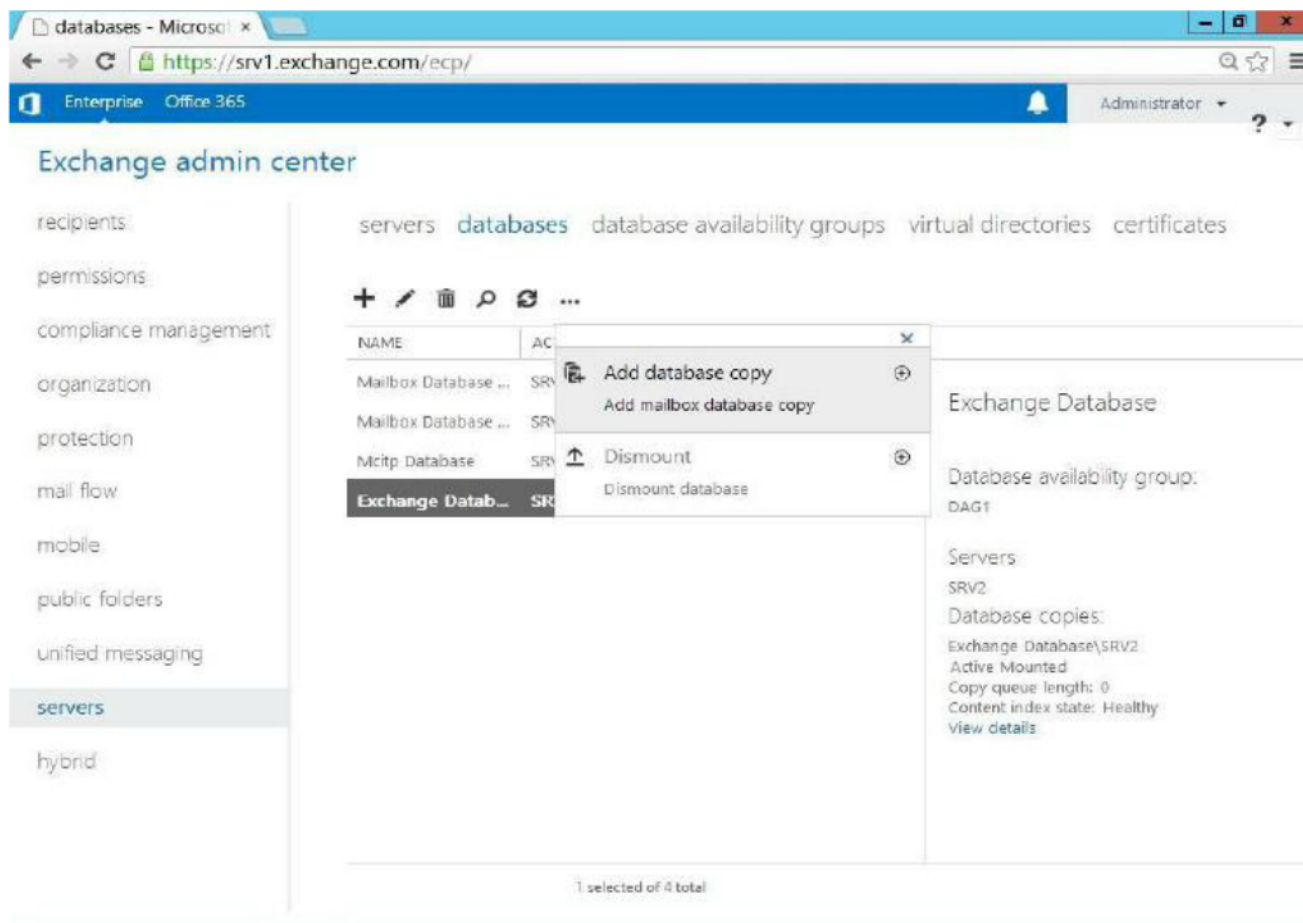 databases - Microsof
https://srv1.exchange.com/ecp/
Enterprise Office 365
Administrator
?
Exchange admin center
recipients
permissions
compliance management
organization
protection
mail flow
mobile
public folders
unified messaging
servers
hybrid
servers databases database availability groups virtual directories certificates
NAME AC
Mailbox Database ... SRV
Mailbox Database ... SRV
Mcitp Database SRV
Exchange Datab... SR
Add database copy
Add mailbox database copy
Dismount
Dismount database
Exchange Database
Database availability group:
DAG1
Servers
SRV2
Database copies:
Exchange Database\SRV2
Active Mounted
Copy queue length: 0
Content index state: Healthy
View details
1 selected of 4 total